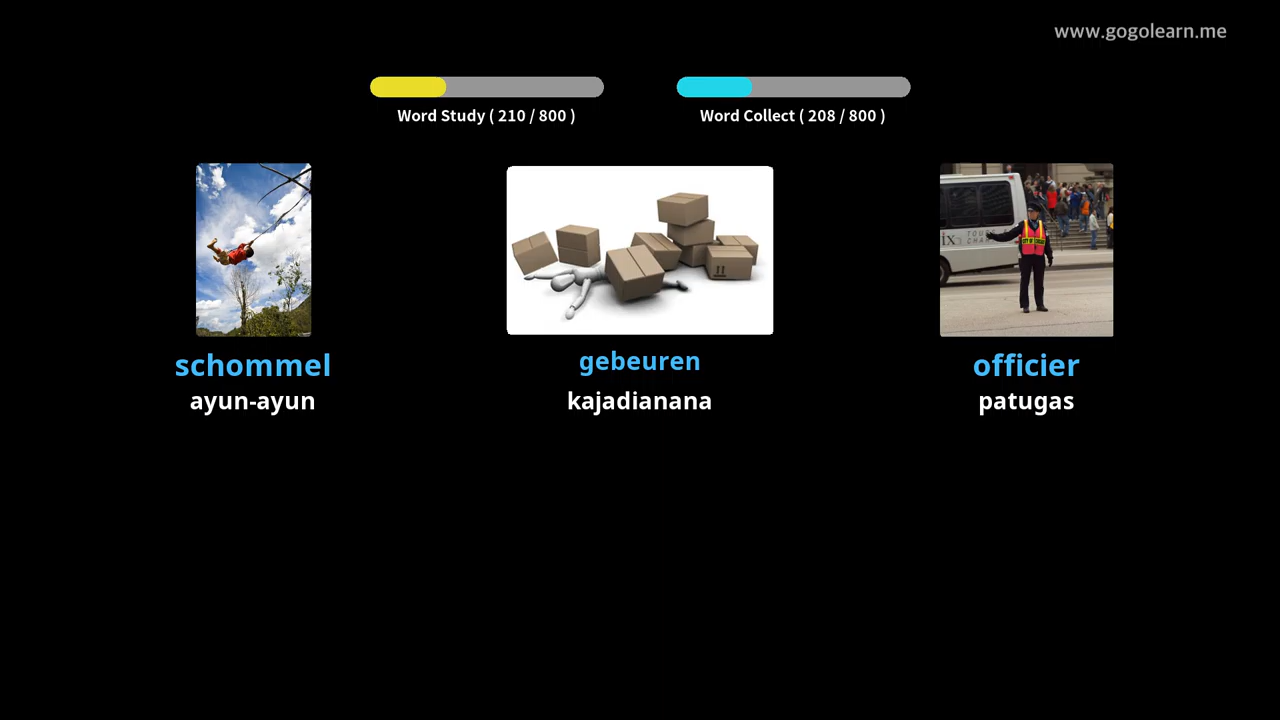 www.gogolearn.me
Word Study ( 210 / 800 )
Word Collect ( 208 / 800 )
schommel
gebeuren
officier
ayun-ayun
kajadianana
patugas